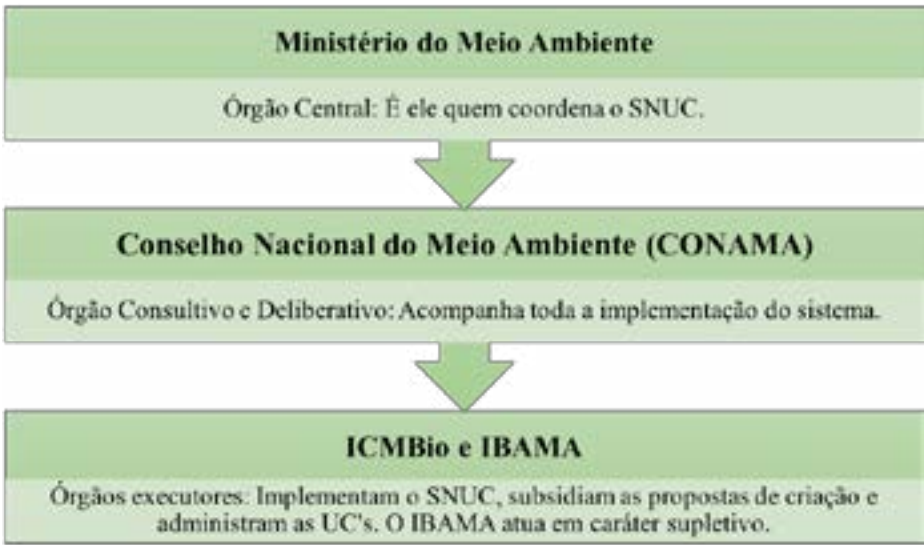 Ministério do Meio Ambiente
Órgão Central: É ele quem coordena o SNUC.
Conselho Nacional do Meio Ambiente (CONAMA)
Órgão Consultivo e Deliberativo: Acompanha toda a implementação do sistema.
ICMBio e IBAMA
Órgãos executores: Implementam o SNUC, subsidiam as propostas de criação e
administram as UC's. O IBAMA atua em caráter supletivo.